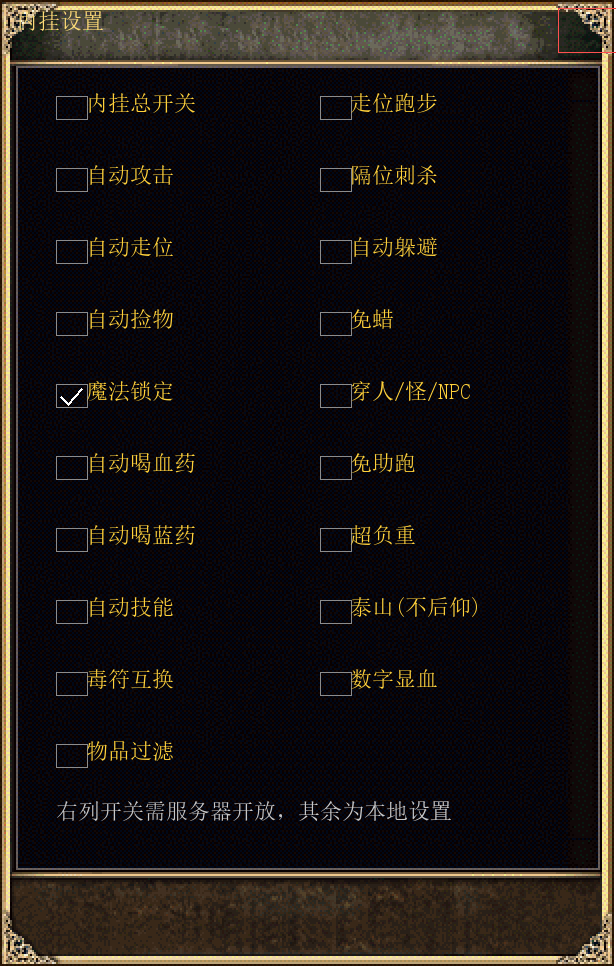 内挂设置
内挂总开关 走位跑步
自动攻击 隔位刺杀
自动走位 自动躲避
自动捡物 免蜡
魔法锁定 穿人/怪/NPC
自动喝血药 免助跑
自动喝蓝药 超负重
自动技能 泰山(不后仰)
毒符互换 数字显血
物品过滤
右列开关需服务器开放，其余为本地设置